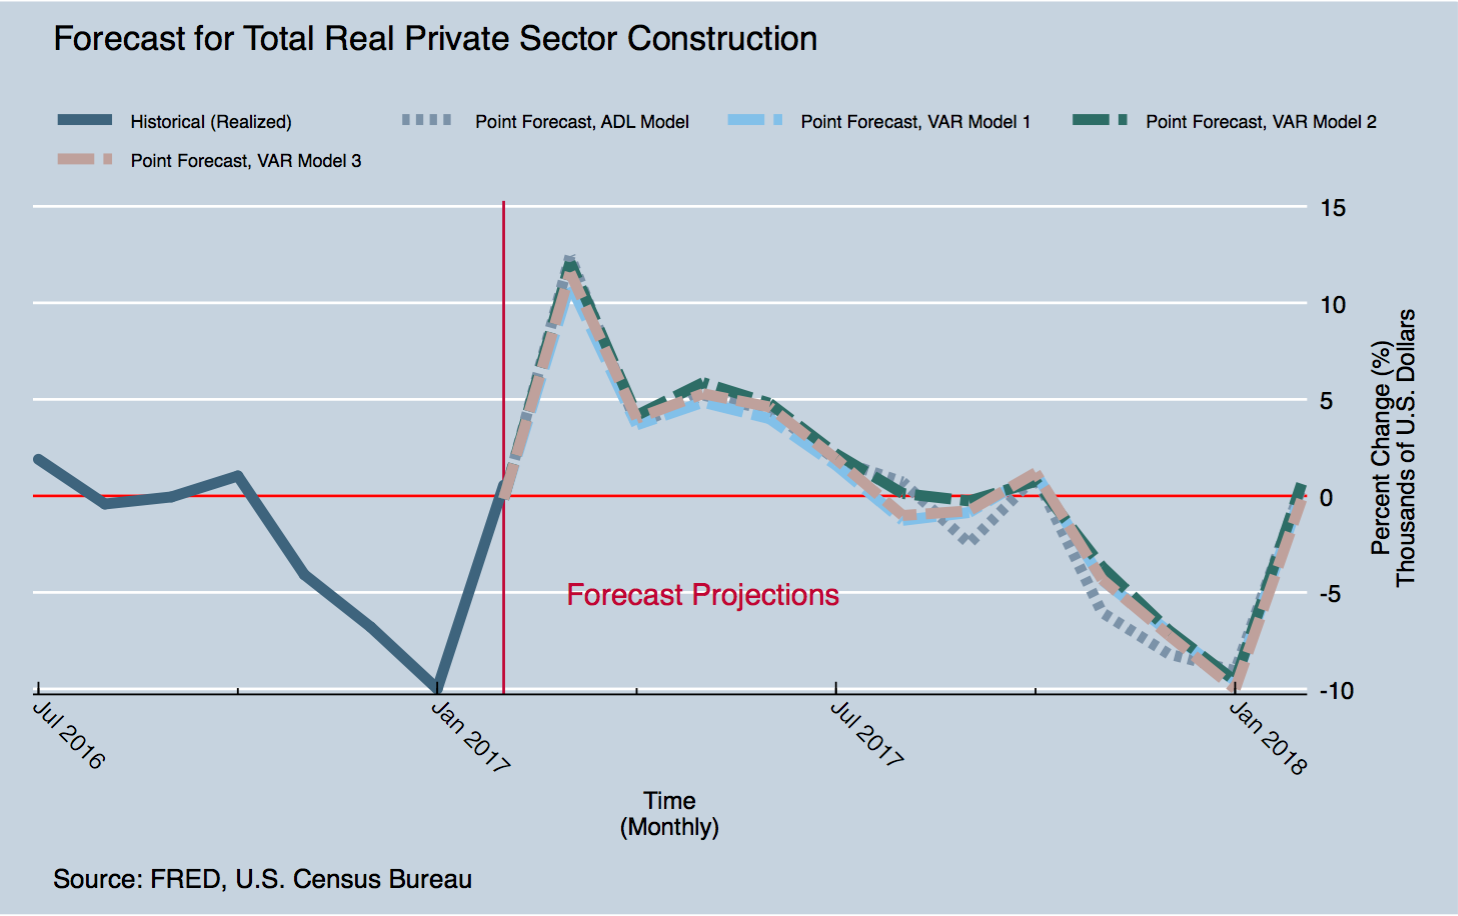 Forecast for Total Real Private Sector Construction
Historical (Realized)
Point Forecast, ADL Model
Point Forecast, VAR Model 1
Point Forecast, VAR Model 2
Point Forecast, VAR Model 3
15
10
5
0
-5
-10
Percent Change (%)
Thousands of U.S. Dollars
Forecast Projections
Jul 2016
Jan 2017
Jul 2017
Jan 2018
Time
(Monthly)
Source: FRED, U.S. Census Bureau